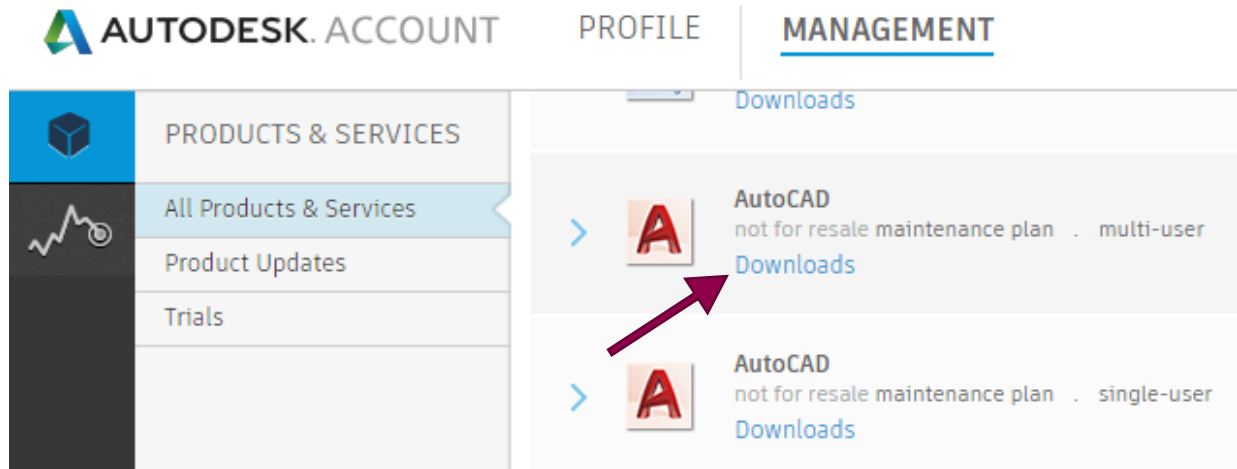 AUTODESK. ACCOUNT
PROFILE
MANAGEMENT
PRODUCTS & SERVICES
All Products & Services
Product Updates
Trials
Downloads
AutoCAD
not for resale maintenance plan . multi-user
Downloads
AutoCAD
not for resale maintenance plan . single-user
Downloads